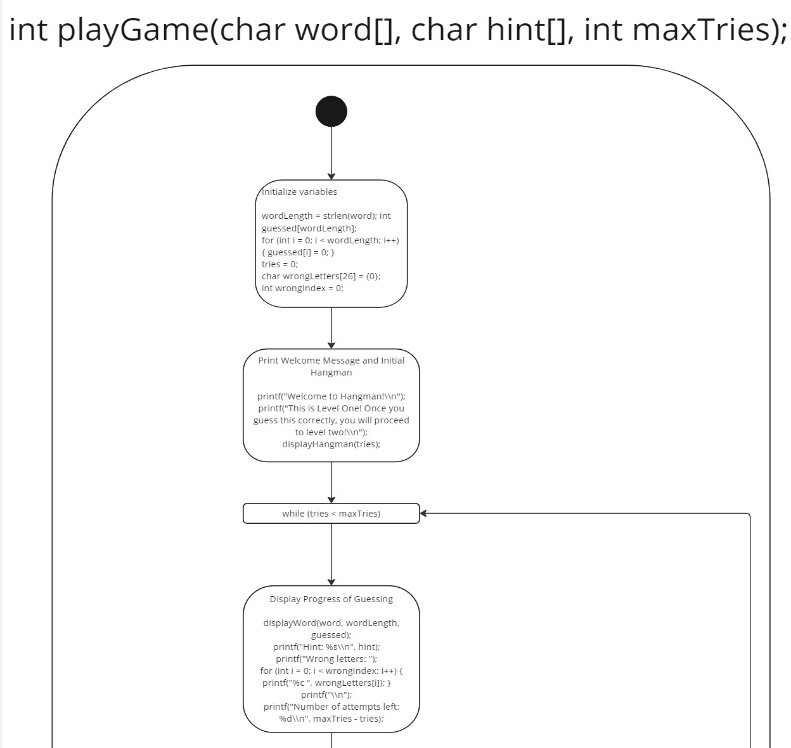 int playGame(char word[], char hint[], int maxTries);
Initialize variables
wordLength = strlen(word); int
guessed[wordLength];
for (int i = 0; i < wordLength; i++)
{ guessed[i] = 0; }
tries = 0;
char wrongLetters[26] = {0};
int wrongIndex = 0;
Print Welcome Message and Initial
Hangman
printf("Welcome to Hangman!\\n");
printf("This is Level One! Once you
guess this correctly, you will proceed
to level two!\\n");
displayHangman(tries);
while (tries < maxTries)
Display Progress of Guessing
displayWord(word, wordLength,
guessed);
printf("Hint: %s\\n", hint);
printf("Wrong letters: ");
for (int i = 0; i < wrongIndex; i++) {
printf("%c ", wrongLetters[i]); }
printf("\\n");
printf("Number of attempts left:
%d\\n", maxTries - tries);